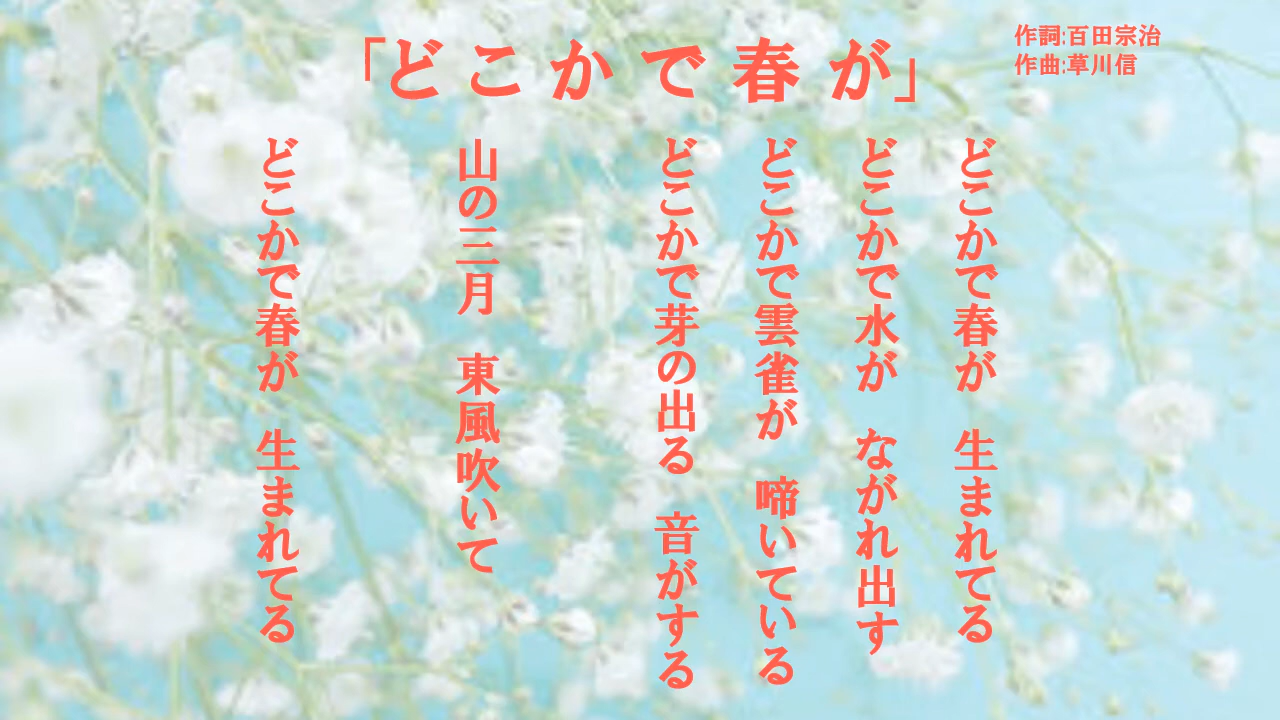 「どこかで春が」
作詞:百田宗治
作曲:草川信
どこかで春が　生まれてる
どこかで水が　ながれ出す
どこかで雲雀が　啼いている
どこかで芽の出る　音がする
山の三月　東風吹いて
どこかで春が　生まれてる